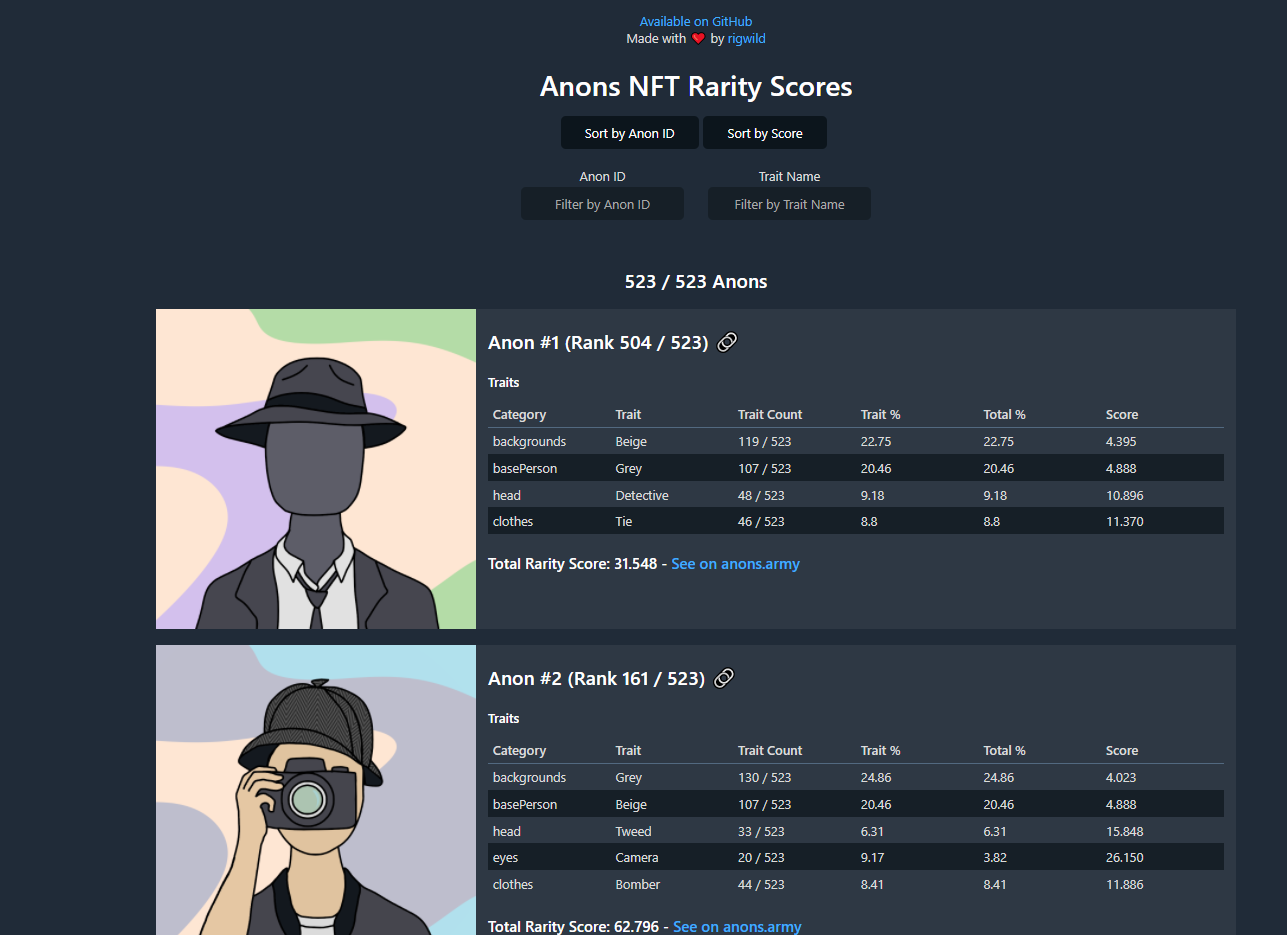 Available on GitHub
Made with ❤️ by rigwild
Anons NFT Rarity Scores
Sort by Anon ID Sort by Score
Anon ID Trait Name
Filter by Anon ID Filter by Trait Name
523 / 523 Anons
Anon #1 (Rank 504 / 523) 🔗
Traits
Category Trait Trait Count Trait % Total % Score
backgrounds Beige 119 / 523 22.75 22.75 4.395
basePerson Grey 107 / 523 20.46 20.46 4.888
head Detective 48 / 523 9.18 9.18 10.896
clothes Tie 46 / 523 8.8 8.8 11.370
Total Rarity Score: 31.548 - See on anons.army
Anon #2 (Rank 161 / 523) 🔗
Traits
Category Trait Trait Count Trait % Total % Score
backgrounds Grey 130 / 523 24.86 24.86 4.023
basePerson Beige 107 / 523 20.46 20.46 4.888
head Tweed 33 / 523 6.31 6.31 15.848
eyes Camera 20 / 523 9.17 3.82 26.150
clothes Bomber 44 / 523 8.41 8.41 11.886
Total Rarity Score: 62.796 - See on anons.army